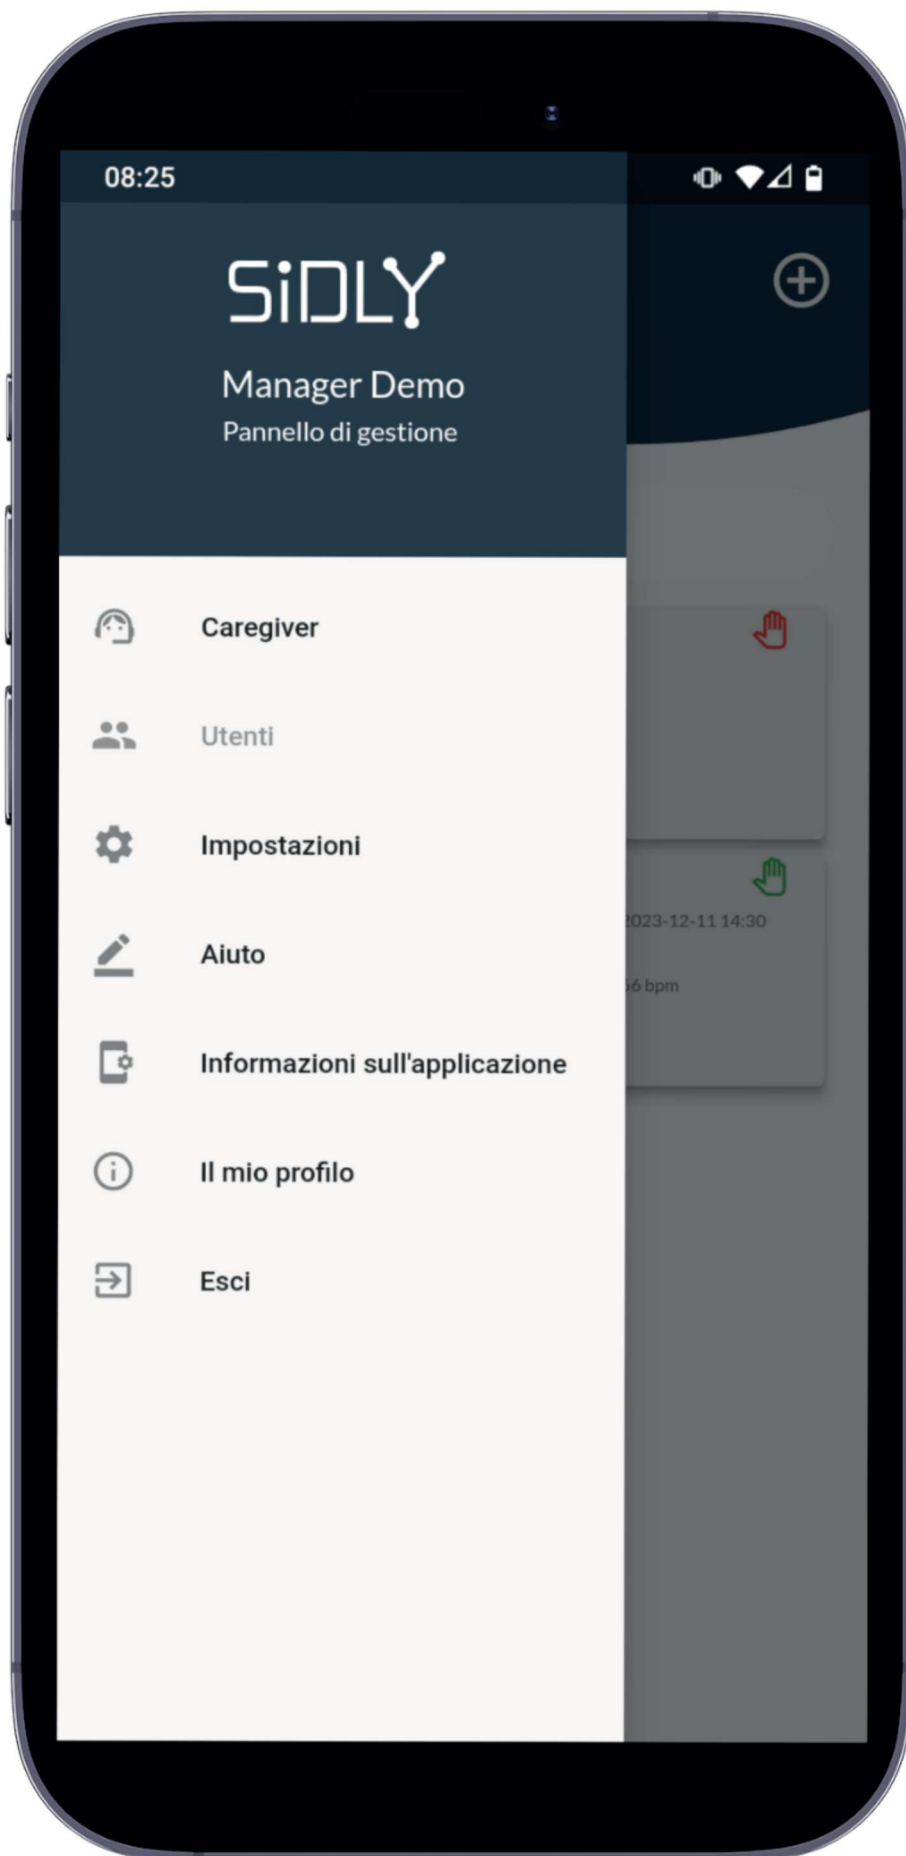 08:25
SiDLY
Manager Demo
Pannello di gestione
Caregiver
Utenti
Impostazioni
Aiuto
Informazioni sull'applicazione
Il mio profilo
Esci
2023-12-11 14:30
bpm